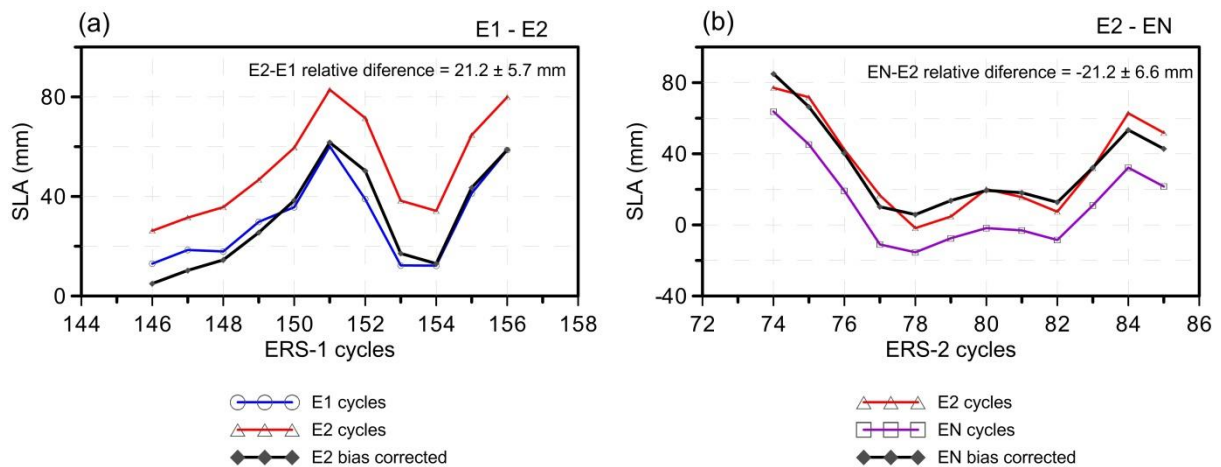 (a)
E1 - E2
E2-E1 relative diference = 21.2 ± 5.7 mm
SLA (mm)
80
40
0
144 146 148 150 152 154 156 158
ERS-1 cycles
E1 cycles
E2 cycles
E2 bias corrected
(b)
E2 - EN
EN-E2 relative diference = -21.2 ± 6.6 mm
SLA (mm)
80
40
0
-40
72 74 76 78 80 82 84 86
ERS-2 cycles
E2 cycles
EN cycles
EN bias corrected